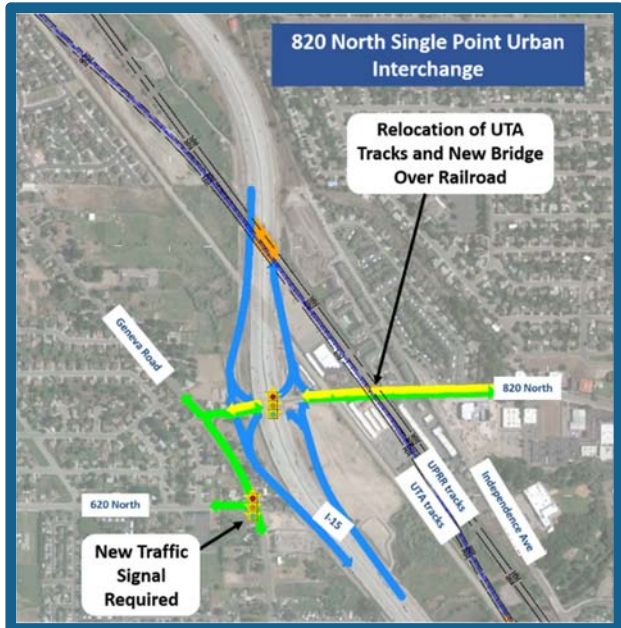 820 North Single Point Urban
Interchange
Relocation of UTA
Tracks and New Bridge
Over Railroad
Geneva Road
820 North
620 North
I-15
UPRR tracks
UTA tracks
Independence Ave
New Traffic
Signal
Required